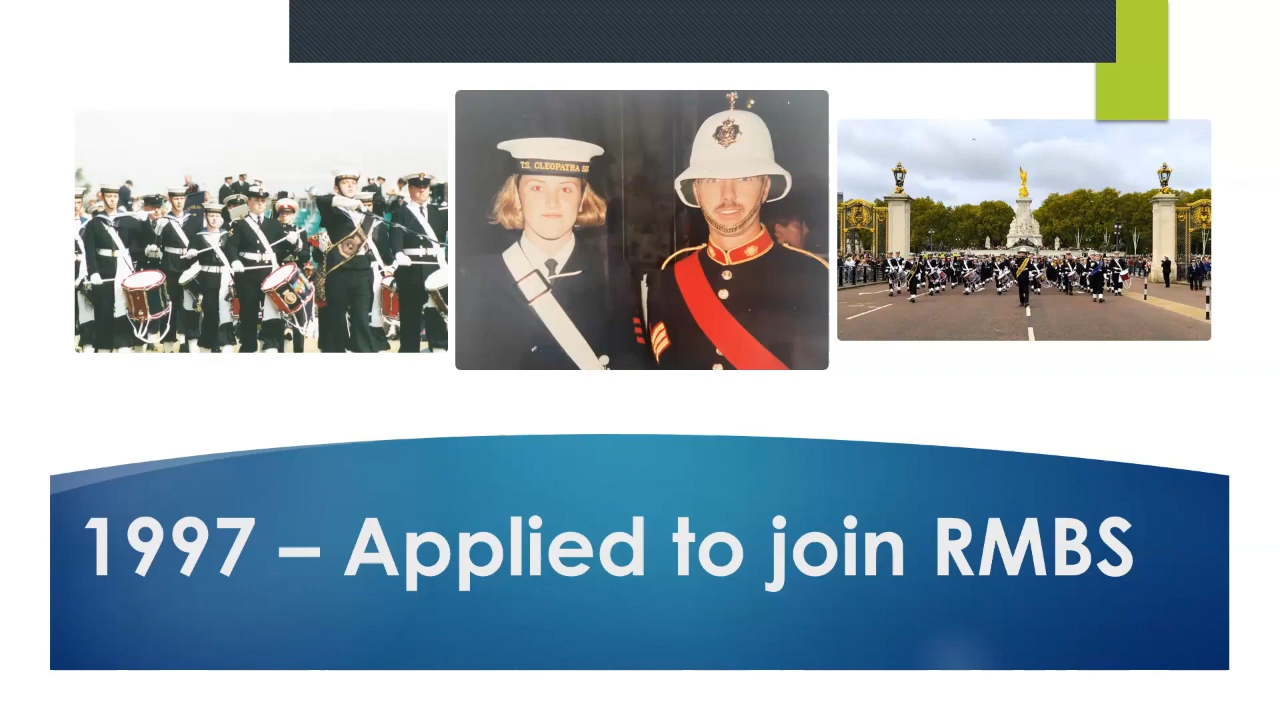 T.S. CLEOPATRA
1997 – Applied to join RMBS